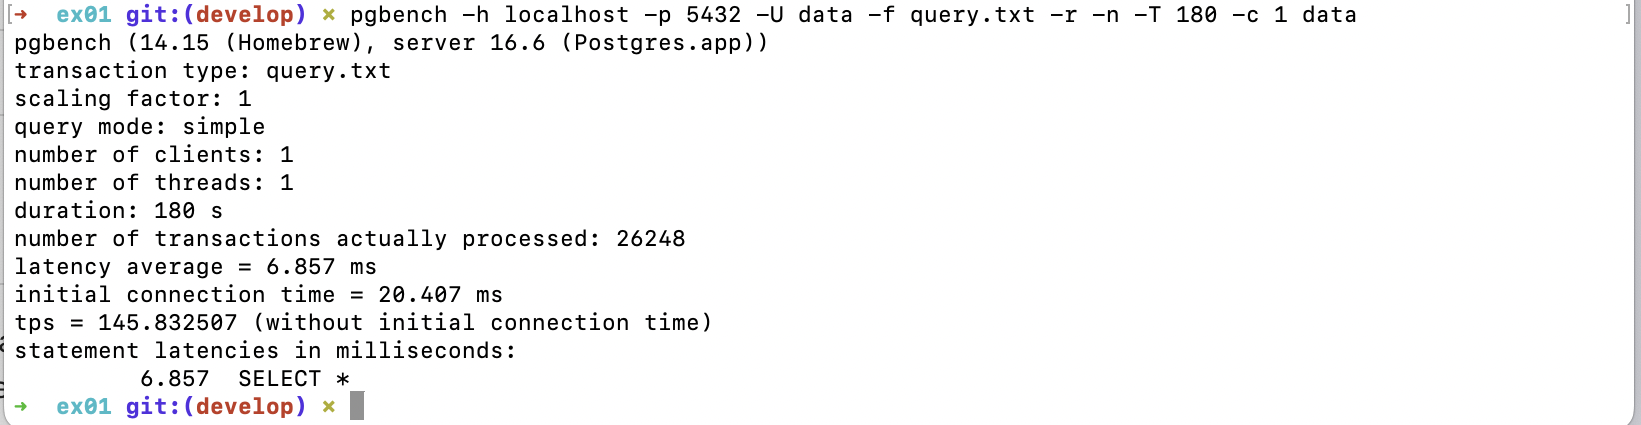 [→ ex01 git:(develop) × pgbench -h localhost -p 5432 -U data -f query.txt -r -n -T 180 -c 1 data ]
pgbench (14.15 (Homebrew), server 16.6 (Postgres.app))
transaction type: query.txt
scaling factor: 1
query mode: simple
number of clients: 1
number of threads: 1
duration: 180 s
number of transactions actually processed: 26248
latency average = 6.857 ms
initial connection time = 20.407 ms
tps = 145.832507 (without initial connection time)
statement latencies in milliseconds:
6.857 SELECT *
→ ex01 git:(develop) ×